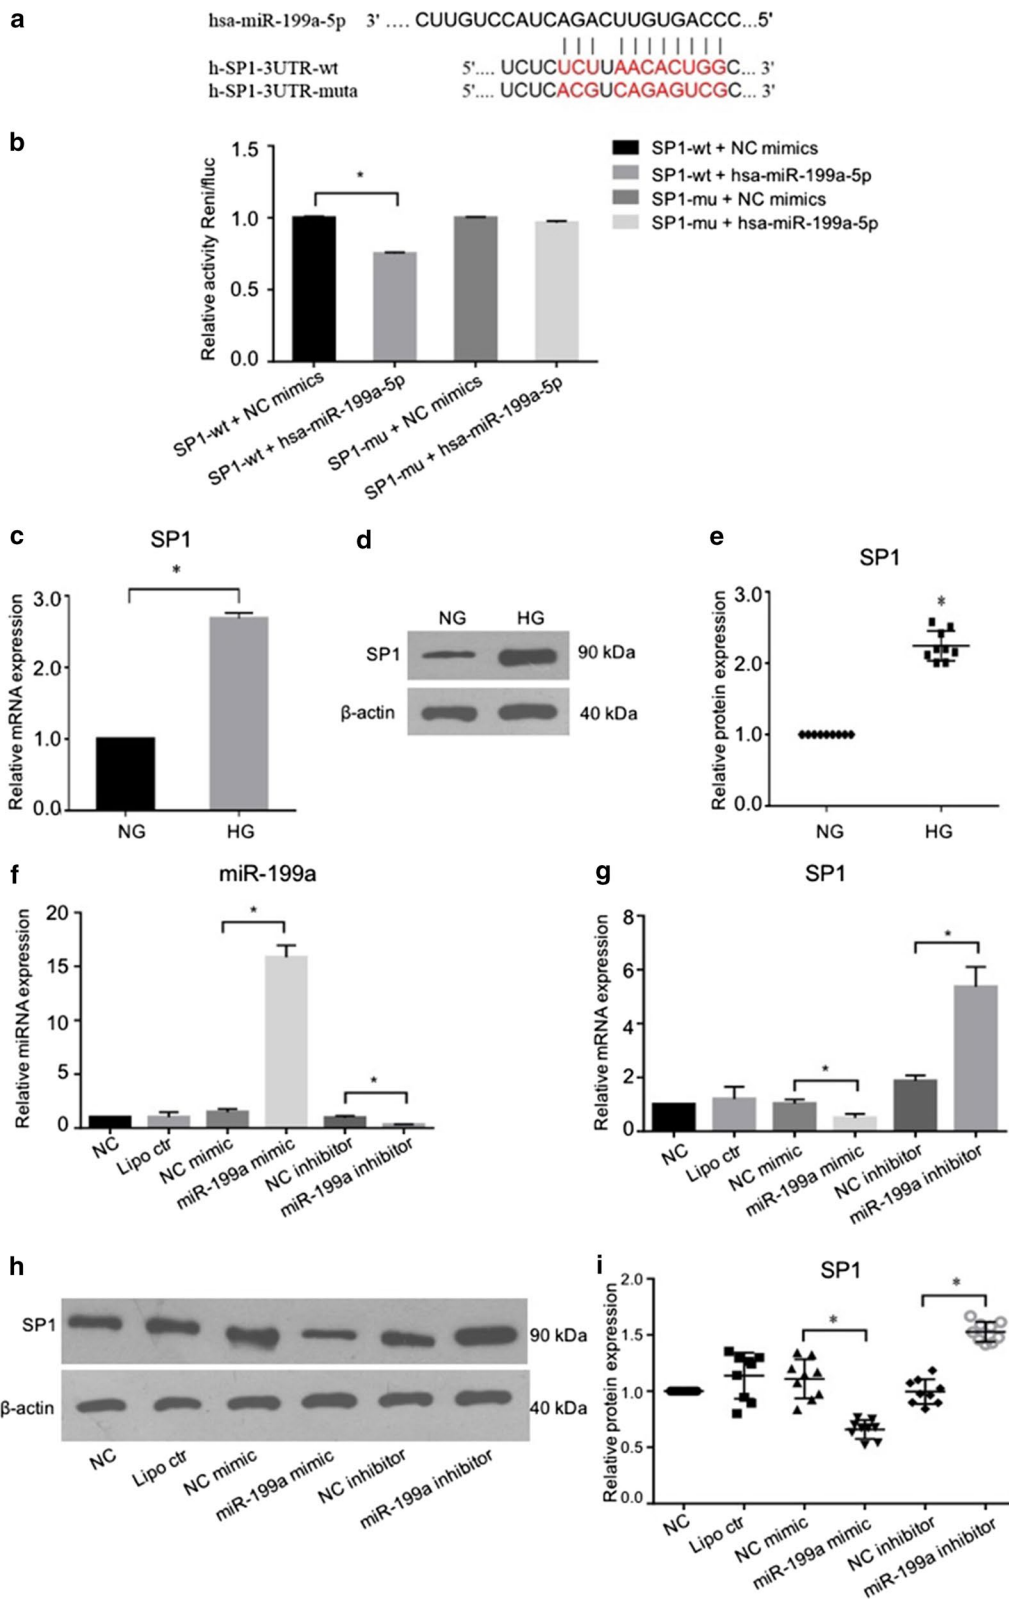 a
hsa-miR-199a-5p 3' .... CUUGUCCAUCAGACUUGUGACCC...5'
h-SP1-3UTR-wt 5'.... UCUCUCUUAACACUGGC... 3'
h-SP1-3UTR-muta 5'.... UCUCACGUCAGAGUCGC... 3'
b
Relative activity Reni/fluc
1.5
1.0
0.5
0.0
*
SP1-wt + NC mimics
SP1-wt + hsa-miR-199a-5p
SP1-mu + NC mimics
SP1-mu + hsa-miR-199a-5p
SP1-wt + NC mimics
SP1-wt + hsa-miR-199a-5p
SP1-mu + NC mimics
SP1-mu + hsa-miR-199a-5p
c
SP1
*
Relative mRNA expression
3.0
2.0
1.0
0.0
NG HG
d
NG HG
SP1 90 kDa
β-actin 40 kDa
e
SP1
*
Relative protein expression
3.0
2.0
1.0
0.0
NG HG
f
miR-199a
Relative miRNA expression
20
15
10
5
0
*
*
NC
Lipo ctr
NC mimic
miR-199a mimic
NC inhibitor
miR-199a inhibitor
g
SP1
Relative mRNA expression
8
6
4
2
0
*
*
NC
Lipo ctr
NC mimic
miR-199a mimic
NC inhibitor
miR-199a inhibitor
h
SP1 90 kDa
β-actin 40 kDa
NC
Lipo ctr
NC mimic
miR-199a mimic
NC inhibitor
miR-199a inhibitor
i
SP1
Relative protein expression
2.0
1.5
1.0
0.5
0.0
*
*
NC
Lipo ctr
NC mimic
miR-199a mimic
NC inhibitor
miR-199a inhibitor